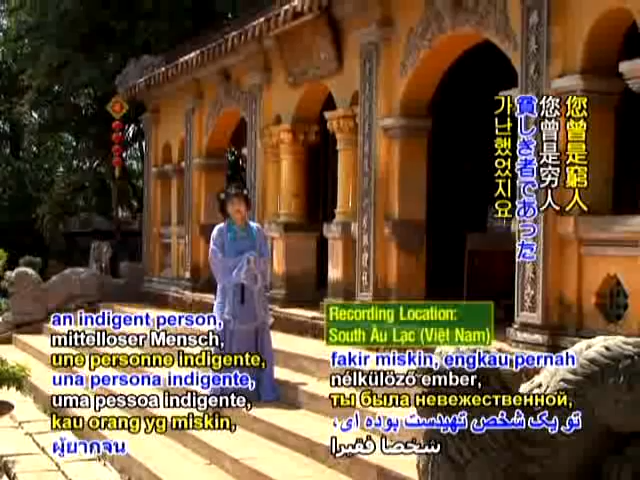 您曾是窮人
您曾是穷人
貧しき者であった
가난했었지요
Recording Location:
South Âu Lạc (Việt Nam)
an indigent person,
mittelloser Mensch,
une personne indigente,
una persona indigente,
uma pessoa indigente,
kau orang yg miskin,
ผู้ยากจน
fakir miskin, engkau pernah
nélkülöző ember,
ты была невежественной,
تو یک شخص تهیدست بوده ای،
شخصا فقيرا